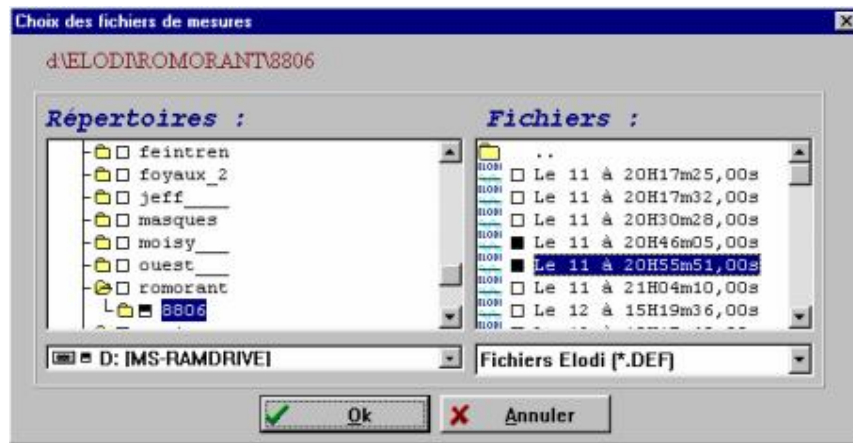 Choix des fichiers de mesures
d\ELODI\ROMORANT\8806
Répertoires :
feintren
foyaux_2
jeff____
masques
moisy___
ouest___
romorant
8806
D: [MS-RAMDRIVE]
Fichiers :
..
Le 11 à 20H17m25,00s
Le 11 à 20H17m32,00s
Le 11 à 20H30m28,00s
Le 11 à 20H46m05,00s
Le 11 à 20H55m51,00s
Le 11 à 21H04m10,00s
Le 12 à 15H19m36,00s
Fichiers Elodi (*.DEF)
Ok
Annuler